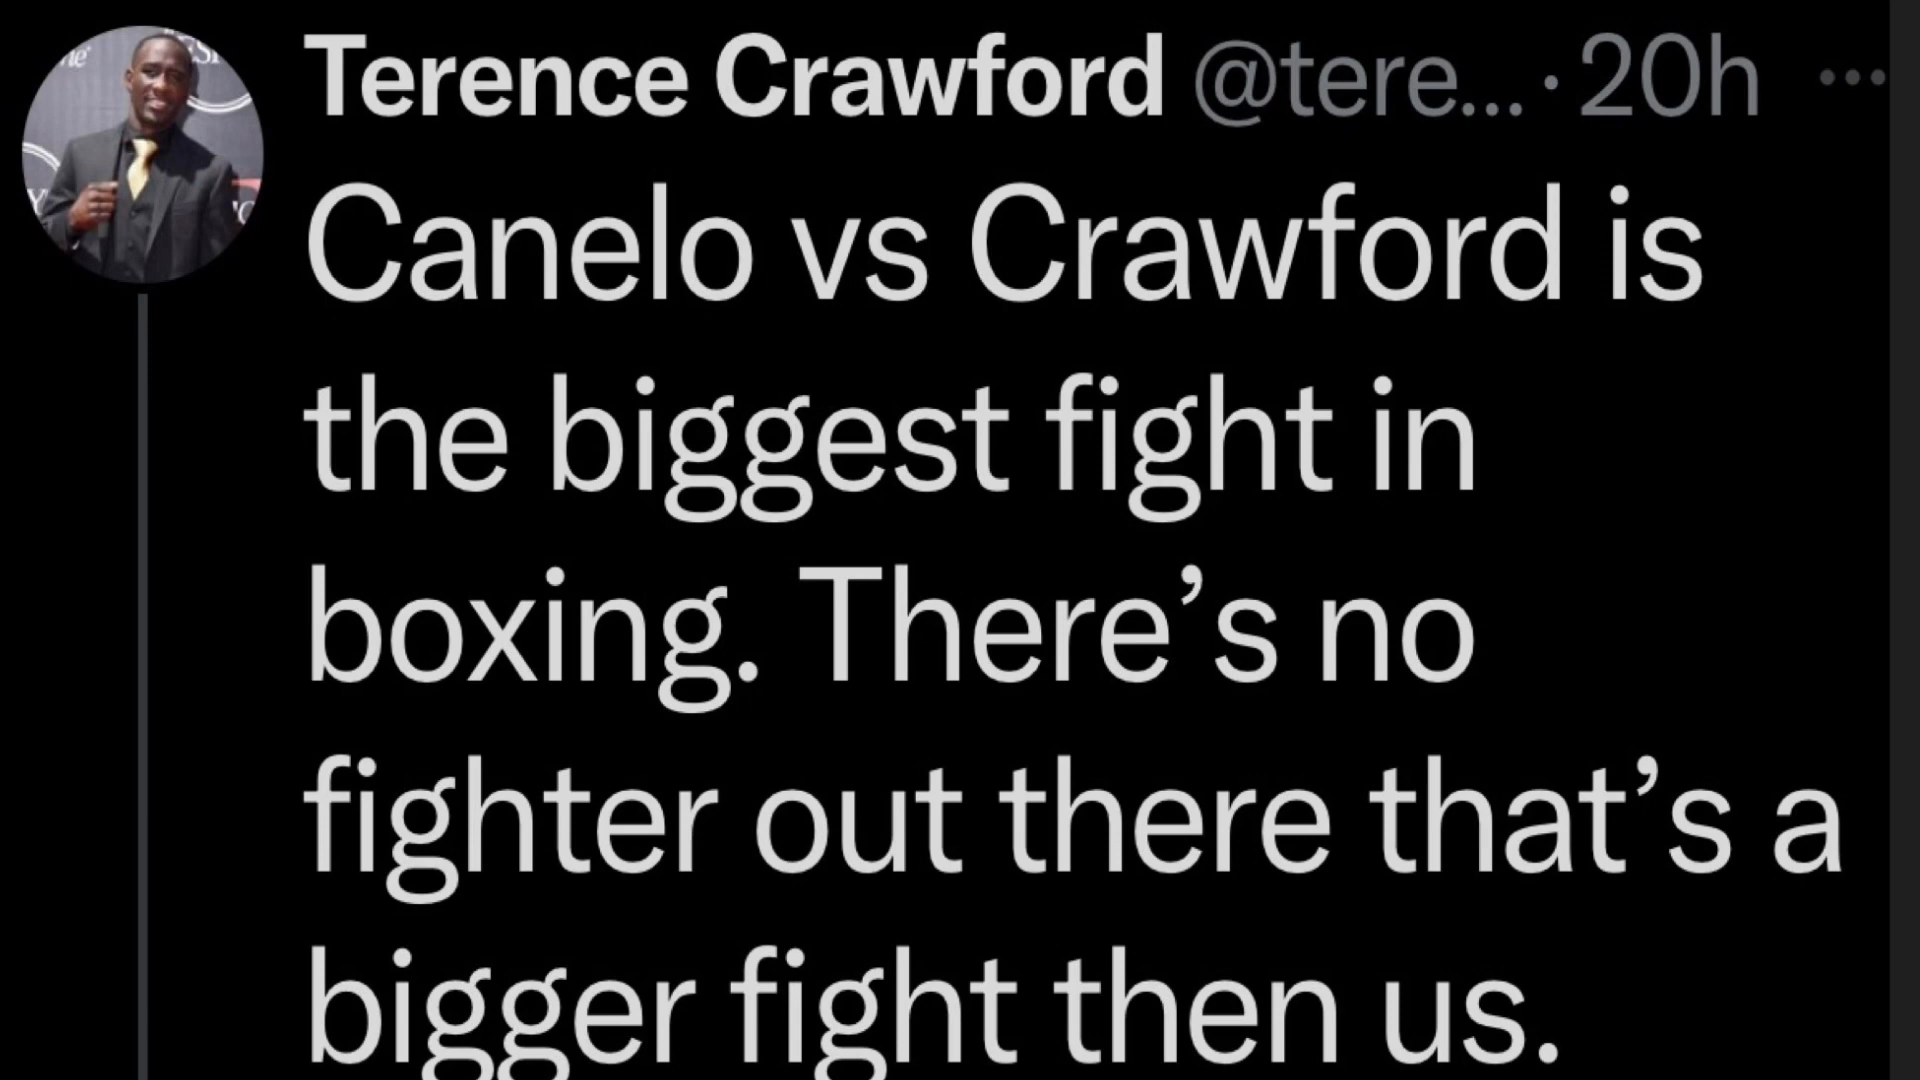 Terence Crawford @tere... · 20h ...
Canelo vs Crawford is
the biggest fight in
boxing. There’s no
fighter out there that’s a
bigger fight then us.